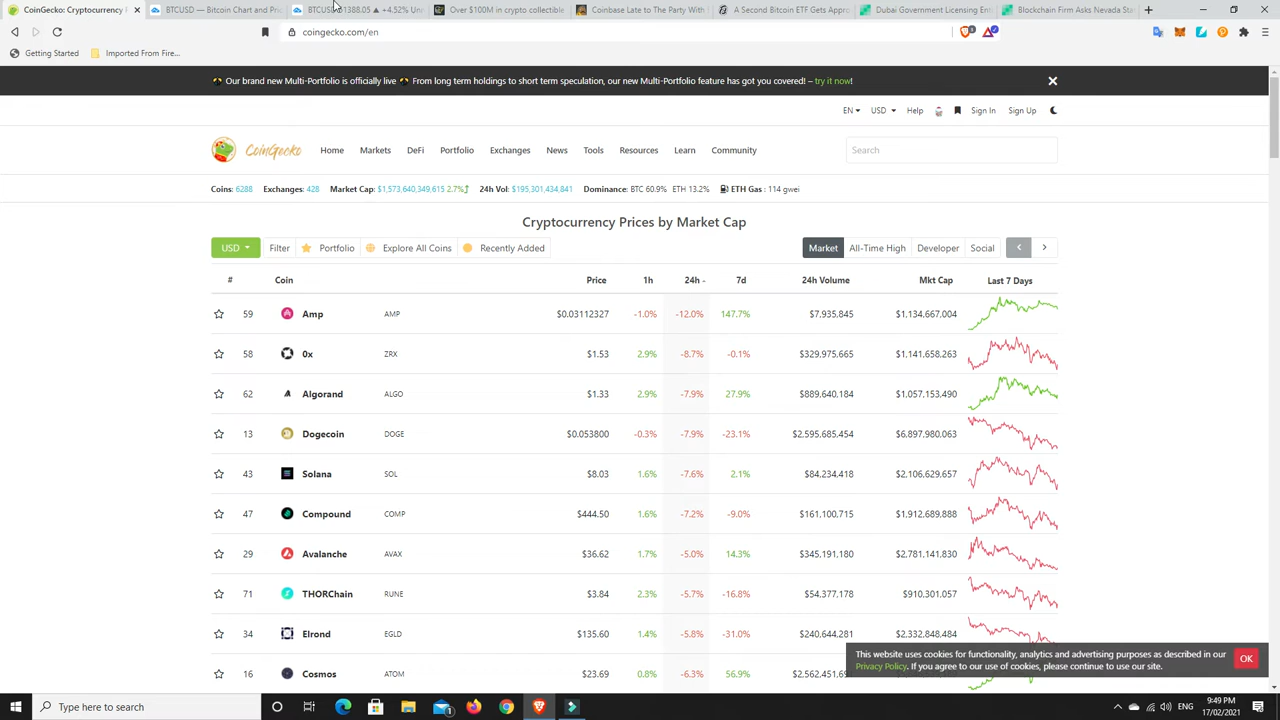 CoinGecko: Cryptocurrency P
BTCUSD — Bitcoin Chart and Pri
BTCUSD 51388.05 ▲ +4.52% Unn
Over $100M in crypto collectible
Coinbase Late to The Party With
A Second Bitcoin ETF Gets Appro
Dubai Government Licensing Ent
Blockchain Firm Asks Nevada Sta
coingecko.com/en
Getting Started
Imported From Fire...
Our brand new Multi-Portfolio is officially live
From long term holdings to short term speculation, our new Multi-Portfolio feature has got you covered! – try it now!
EN USD Help Sign In Sign Up
CoinGecko Home Markets DeFi Portfolio Exchanges News Tools Resources Learn Community Search
Coins: 6288 Exchanges: 428 Market Cap: $1,573,640,349,615 2.7% 24h Vol: $195,301,434,841 Dominance: BTC 60.9% ETH 13.2% ETH Gas : 114 gwei
Cryptocurrency Prices by Market Cap
USD Filter Portfolio Explore All Coins Recently Added Market All-Time High Developer Social
# Coin Price 1h 24h 7d 24h Volume Mkt Cap Last 7 Days
59 Amp AMP $0.03112327 -1.0% -12.0% 147.7% $7,935,845 $1,134,667,004
58 0x ZRX $1.53 2.9% -8.7% -0.1% $329,975,665 $1,141,658,263
62 Algorand ALGO $1.33 2.9% -7.9% 27.9% $889,640,184 $1,057,153,490
13 Dogecoin DOGE $0.053800 -0.3% -7.9% -23.1% $2,595,685,454 $6,897,980,063
43 Solana SOL $8.03 1.6% -7.6% 2.1% $84,234,418 $2,106,629,657
47 Compound COMP $444.50 1.6% -7.2% -9.0% $161,100,715 $1,912,689,888
29 Avalanche AVAX $36.62 1.7% -5.0% 14.3% $345,191,180 $2,781,141,830
71 THORChain RUNE $3.84 2.3% -5.7% -16.8% $54,377,178 $910,301,057
34 Elrond EGLD $135.60 1.4% -5.8% -31.0% $240,644,281 $2,332,848,484
16 Cosmos ATOM $23.69 0.8% -6.3% 56.9%
This website uses cookies for functionality, analytics and advertising purposes as described in our
Privacy Policy. If you agree to our use of cookies, please continue to use our site.
OK
Type here to search
ENG
9:49 PM
17/02/2021